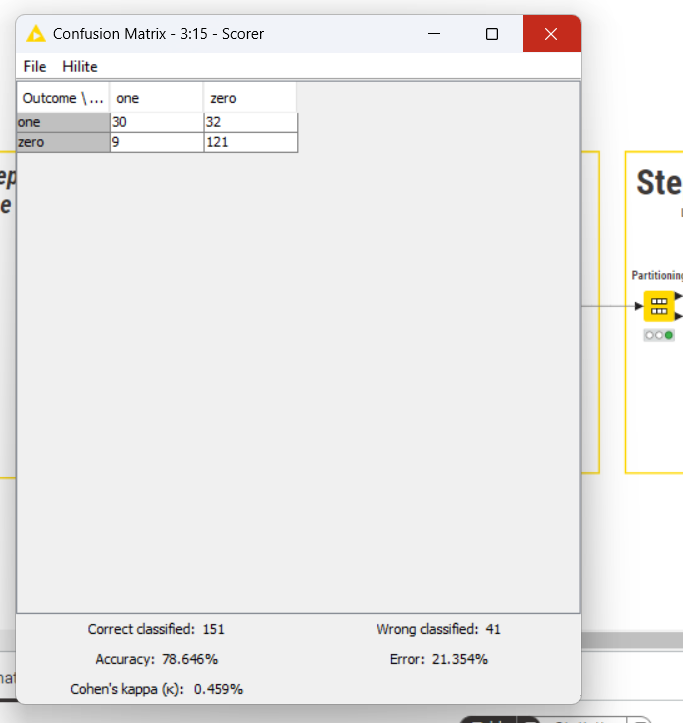 Confusion Matrix - 3:15 - Scorer
File Hilite
Outcome \ ... one zero
one 30 32
zero 9 121
ep
e
Ste
Partitioning
Correct classified: 151 Wrong classified: 41
Accuracy: 78.646% Error: 21.354%
Cohen's kappa (κ): 0.459%